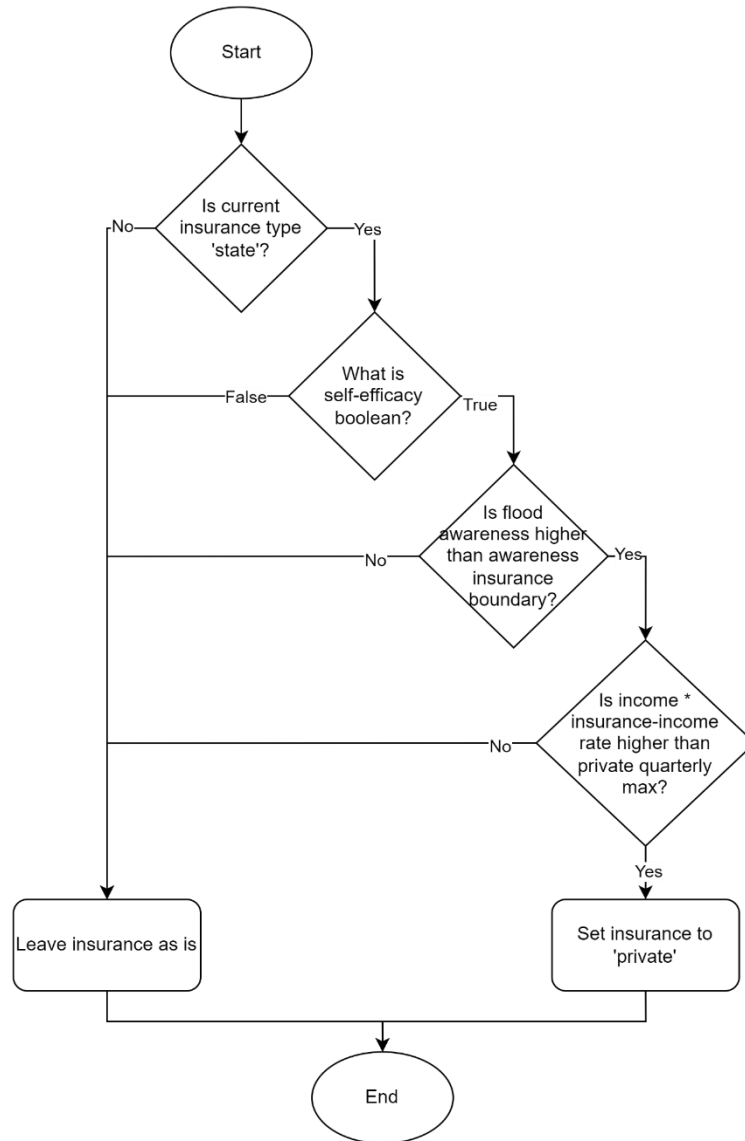 Start
Is current
insurance type
'state'?
No
Yes
What is
self-efficacy
boolean?
False
True
Is flood
awareness higher
than awareness
insurance
boundary?
No
Yes
Is income *
insurance-income
rate higher than
private quarterly
max?
No
Yes
Leave insurance as is
Set insurance to
'private'
End